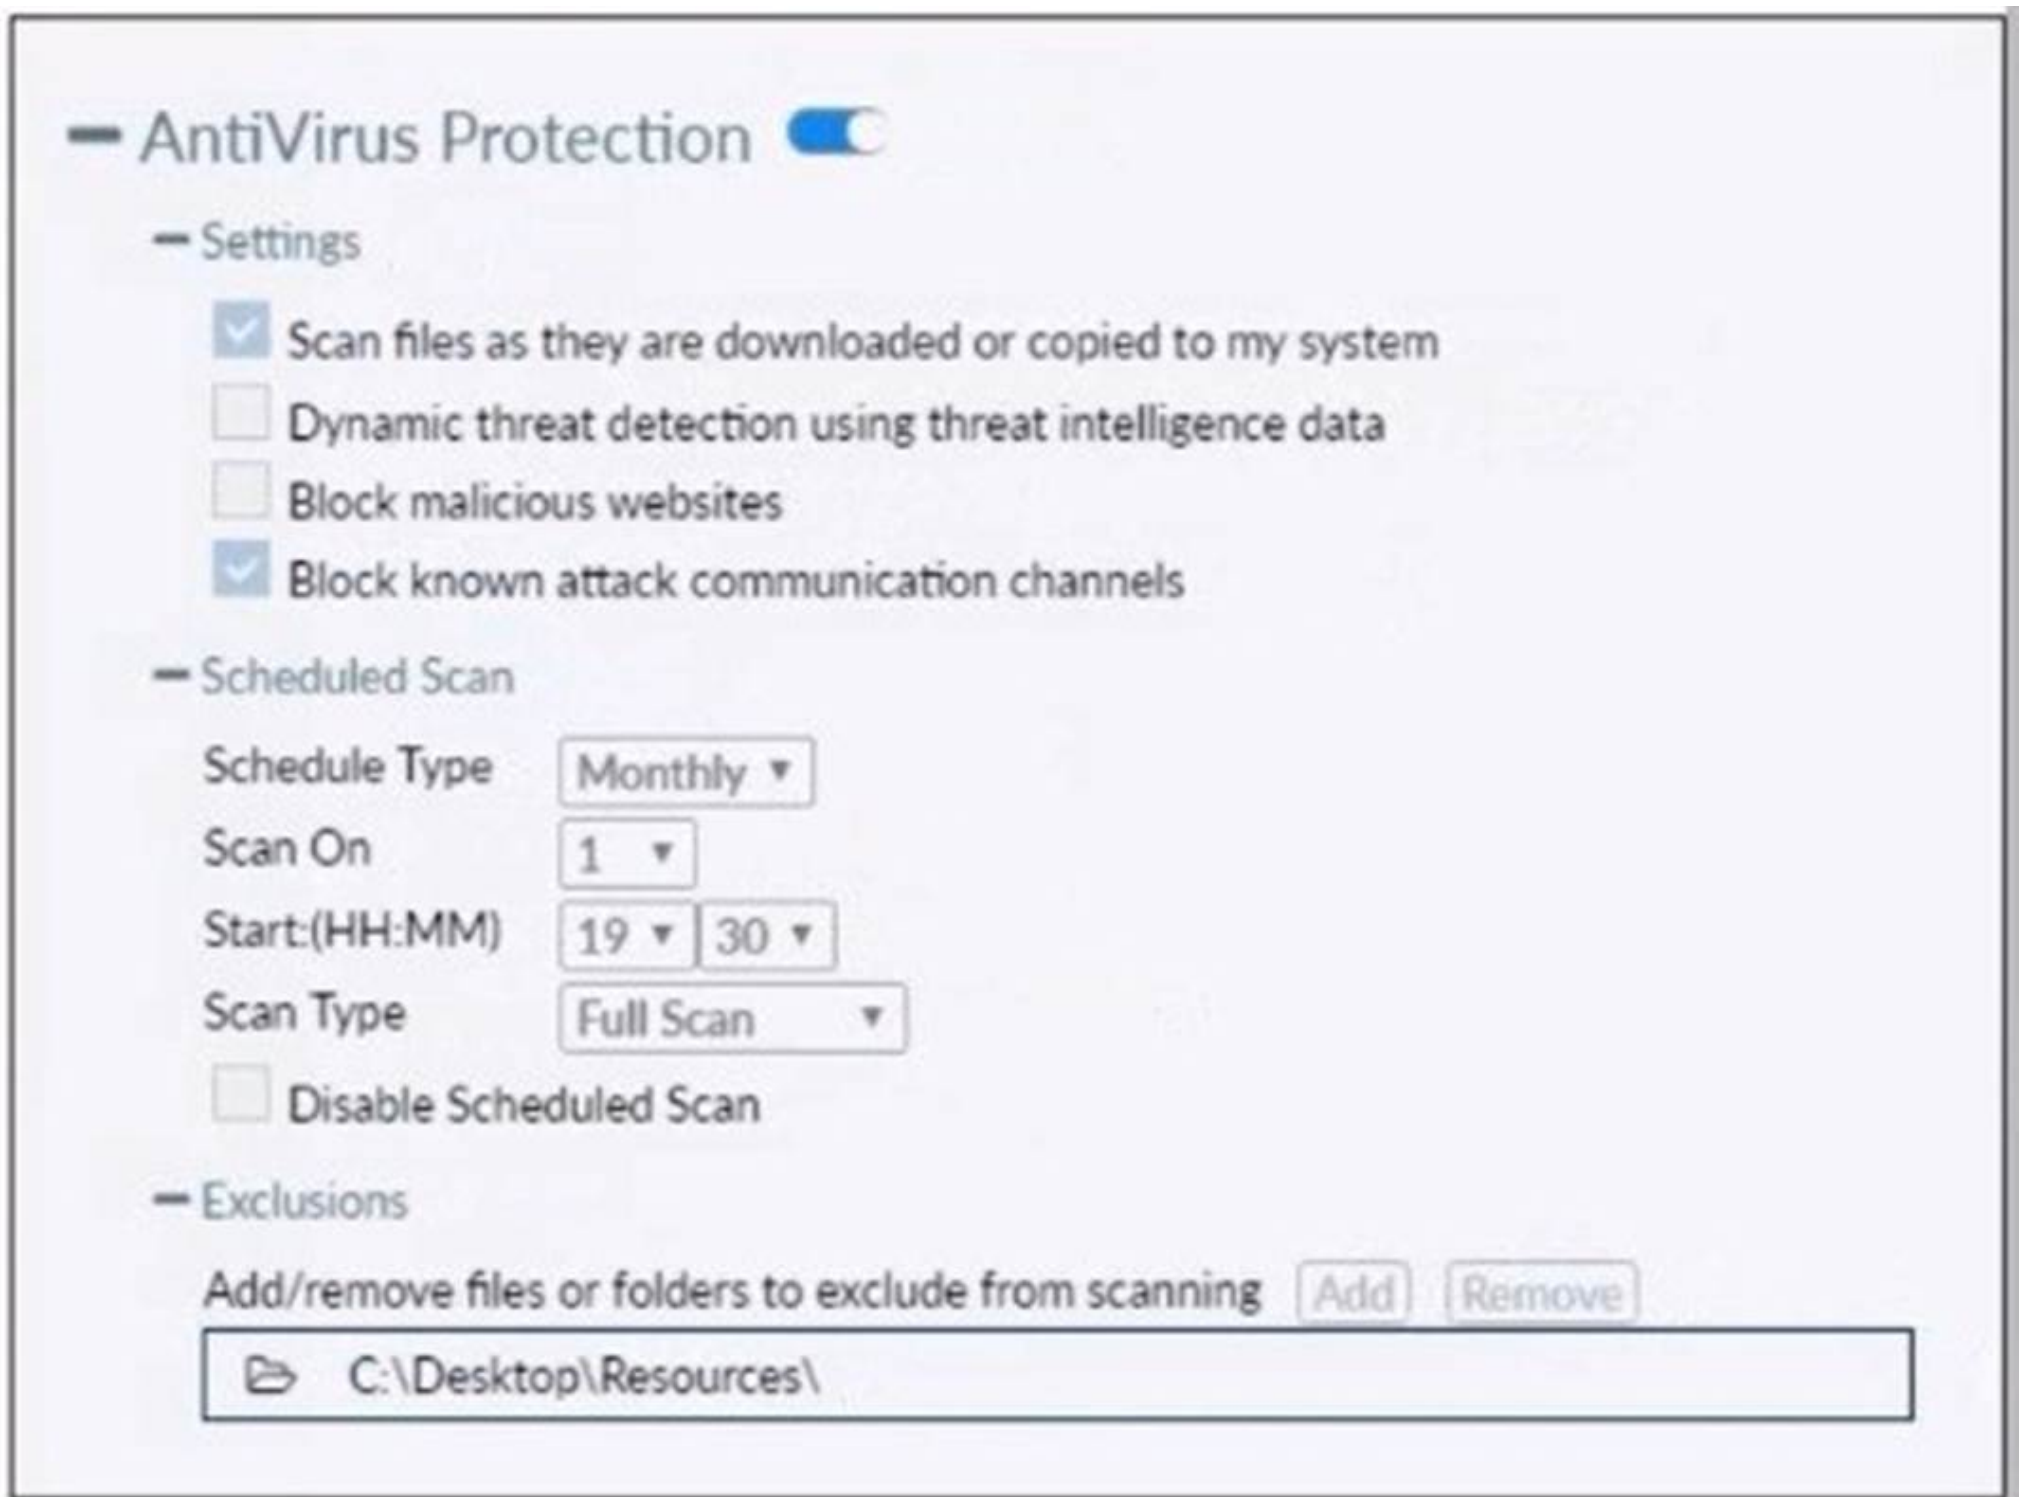 AntiVirus Protection
Settings
Scan files as they are downloaded or copied to my system
Dynamic threat detection using threat intelligence data
Block malicious websites
Block known attack communication channels
Scheduled Scan
Schedule Type Monthly
Scan On 1
Start:(HH:MM) 19 30
Scan Type Full Scan
Disable Scheduled Scan
Exclusions
Add/remove files or folders to exclude from scanning Add Remove
C:\Desktop\Resources\